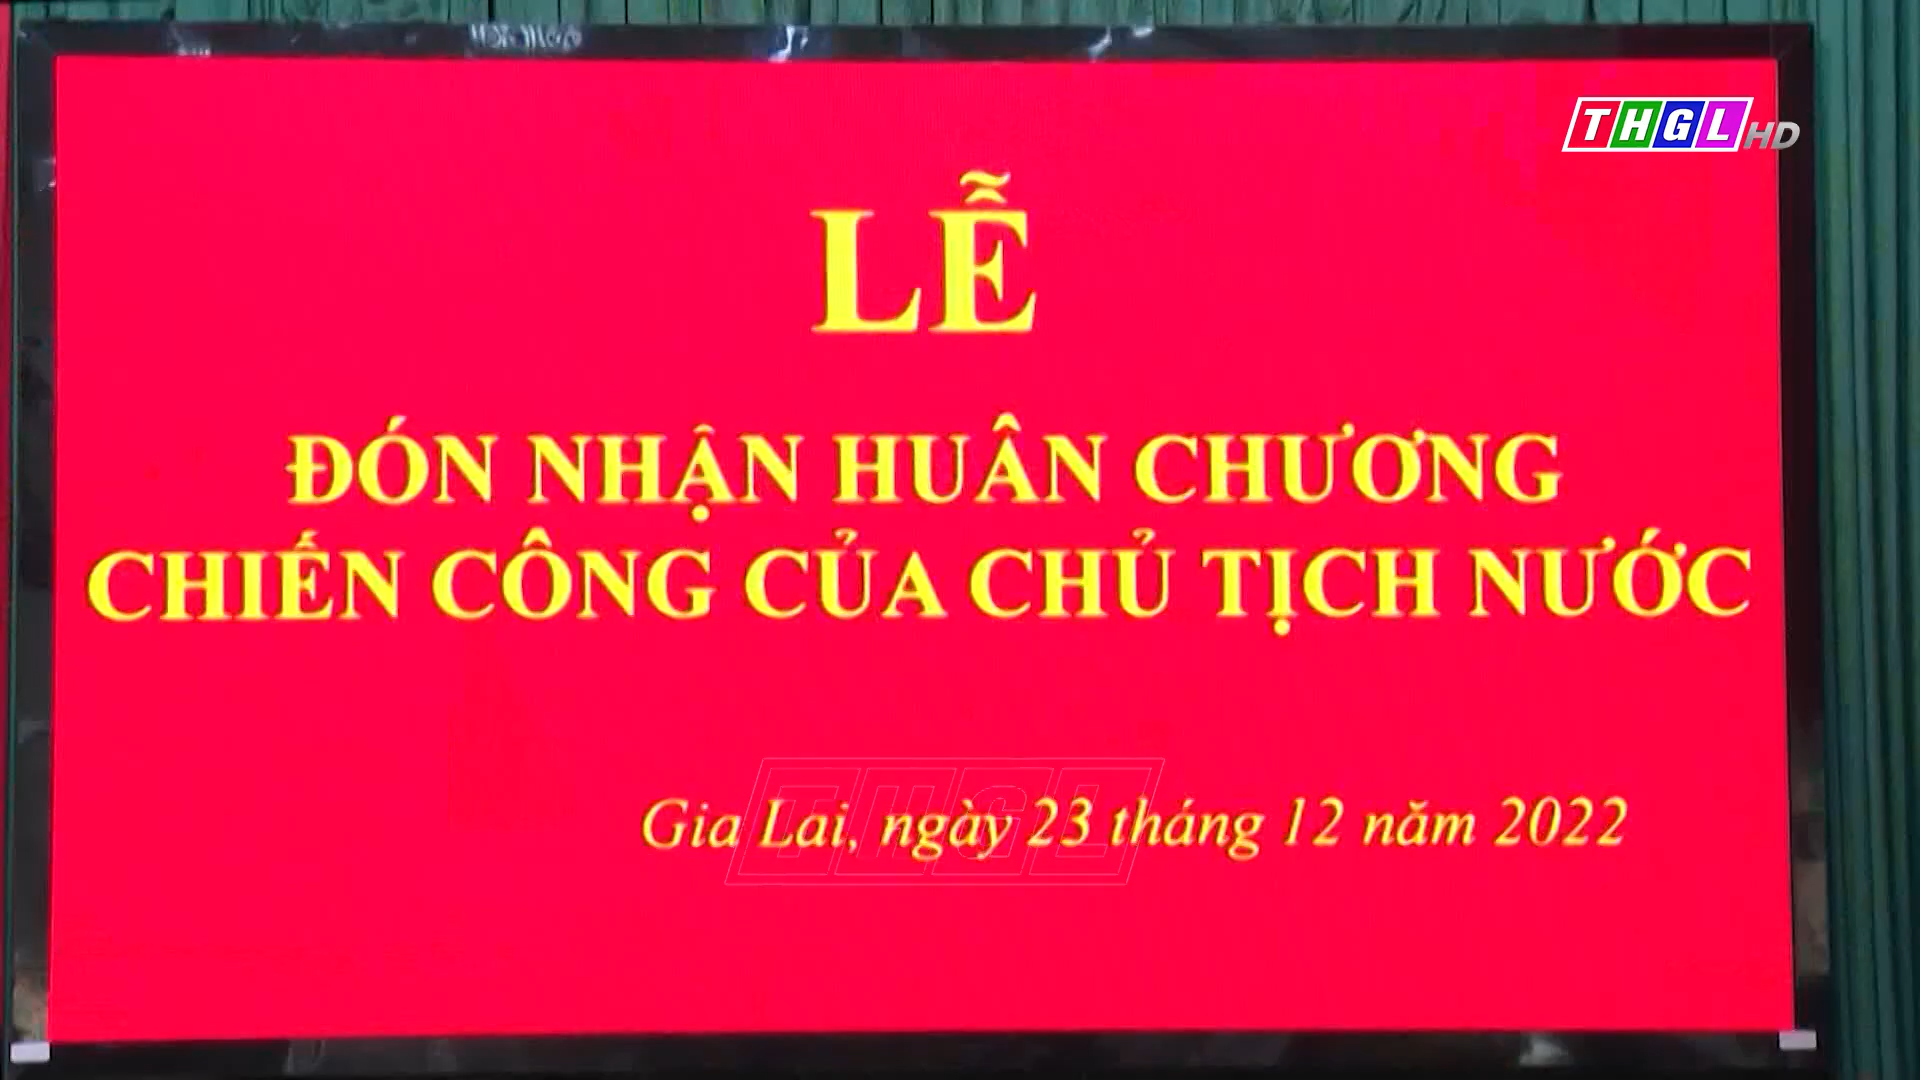 THGL HD
LỄ
ĐÓN NHẬN HUÂN CHƯƠNG
CHIẾN CÔNG CỦA CHỦ TỊCH NƯỚC
Gia Lai, ngày 23 tháng 12 năm 2022
THGL